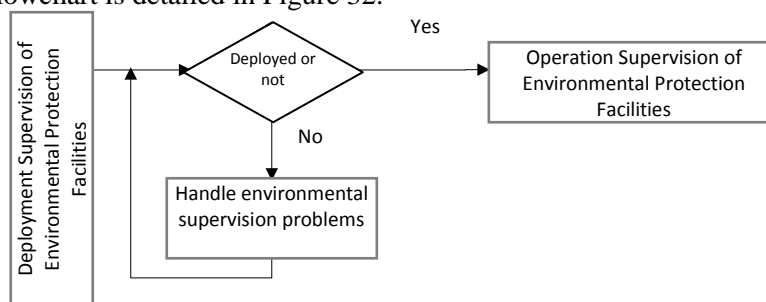 flowchart is detailed in Figure 32.
Deployment Supervision of
Environmental Protection
Facilities
Deployed or
not
Yes
Operation Supervision of
Environmental Protection
Facilities
No
Handle environmental
supervision problems